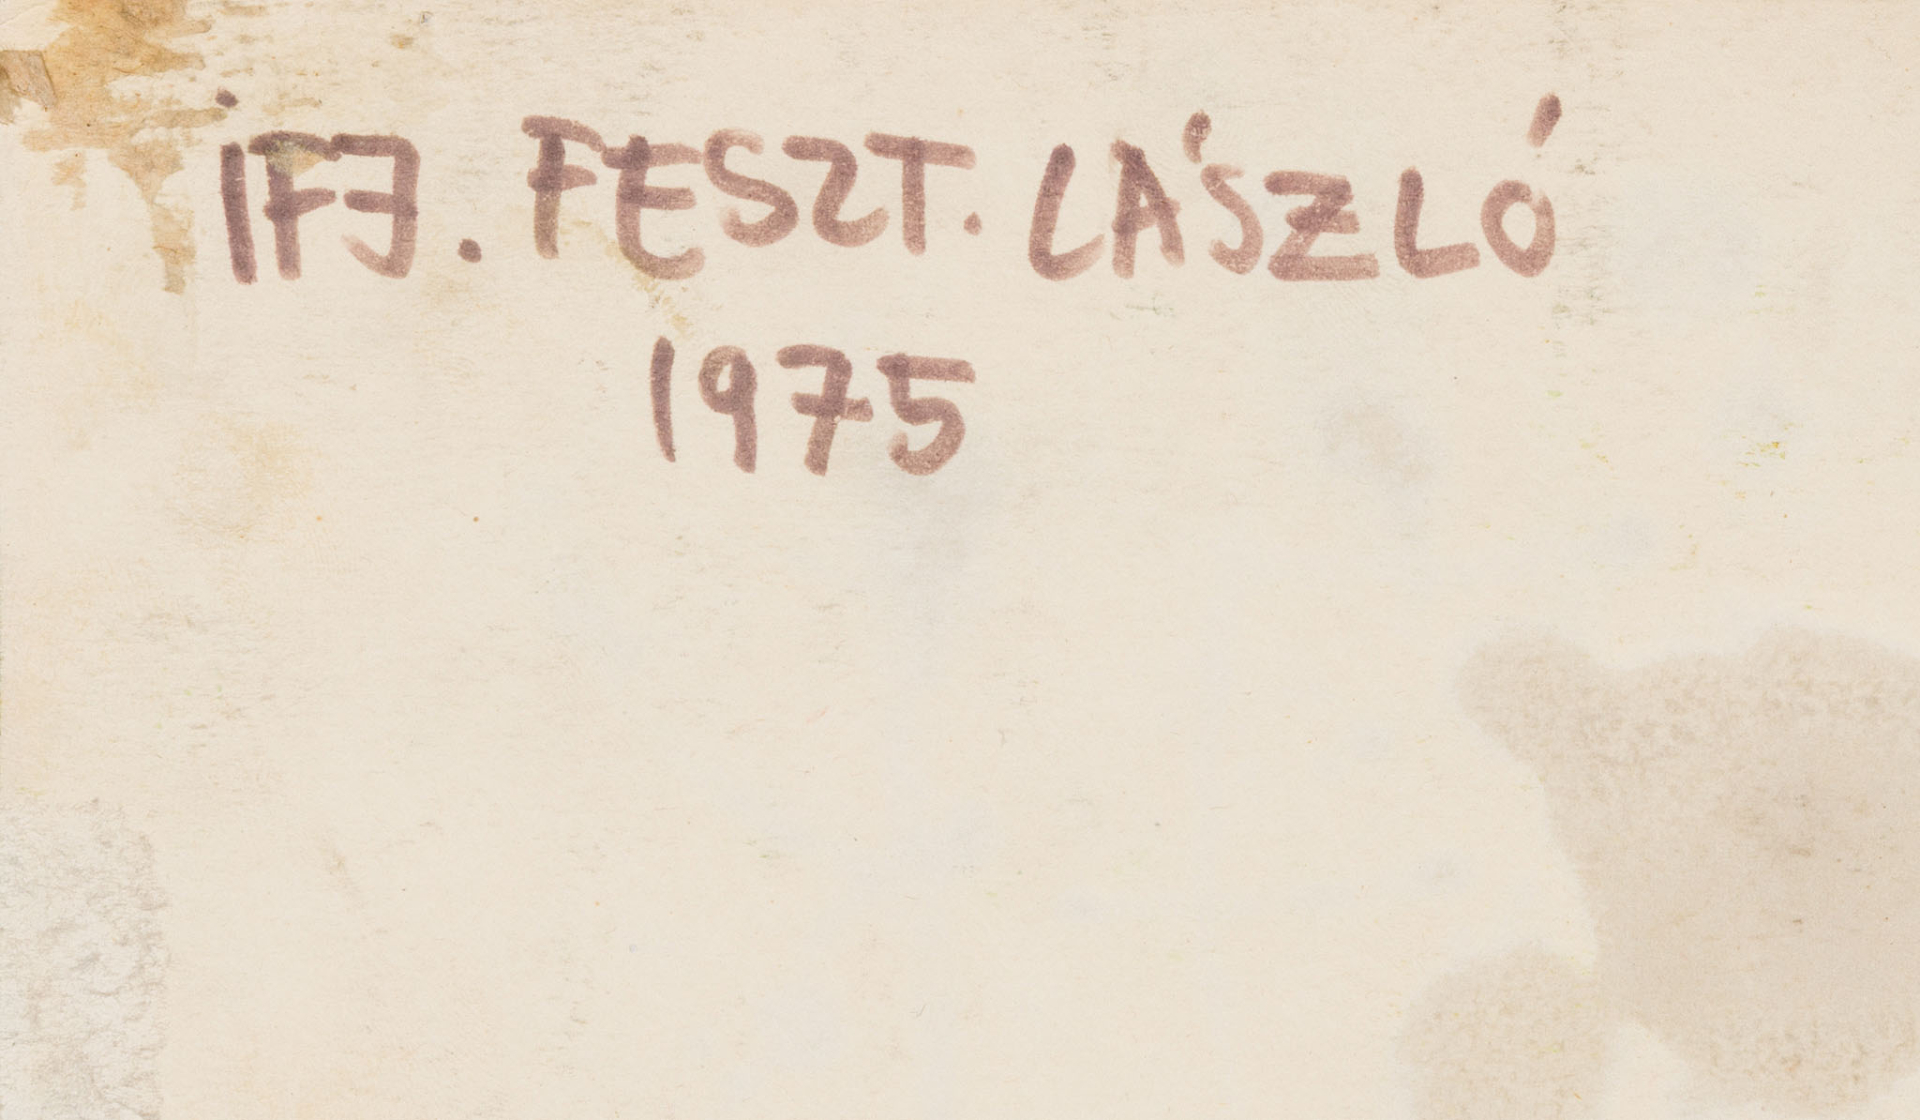 IFJ. FESZT. LÁSZLÓ
1975